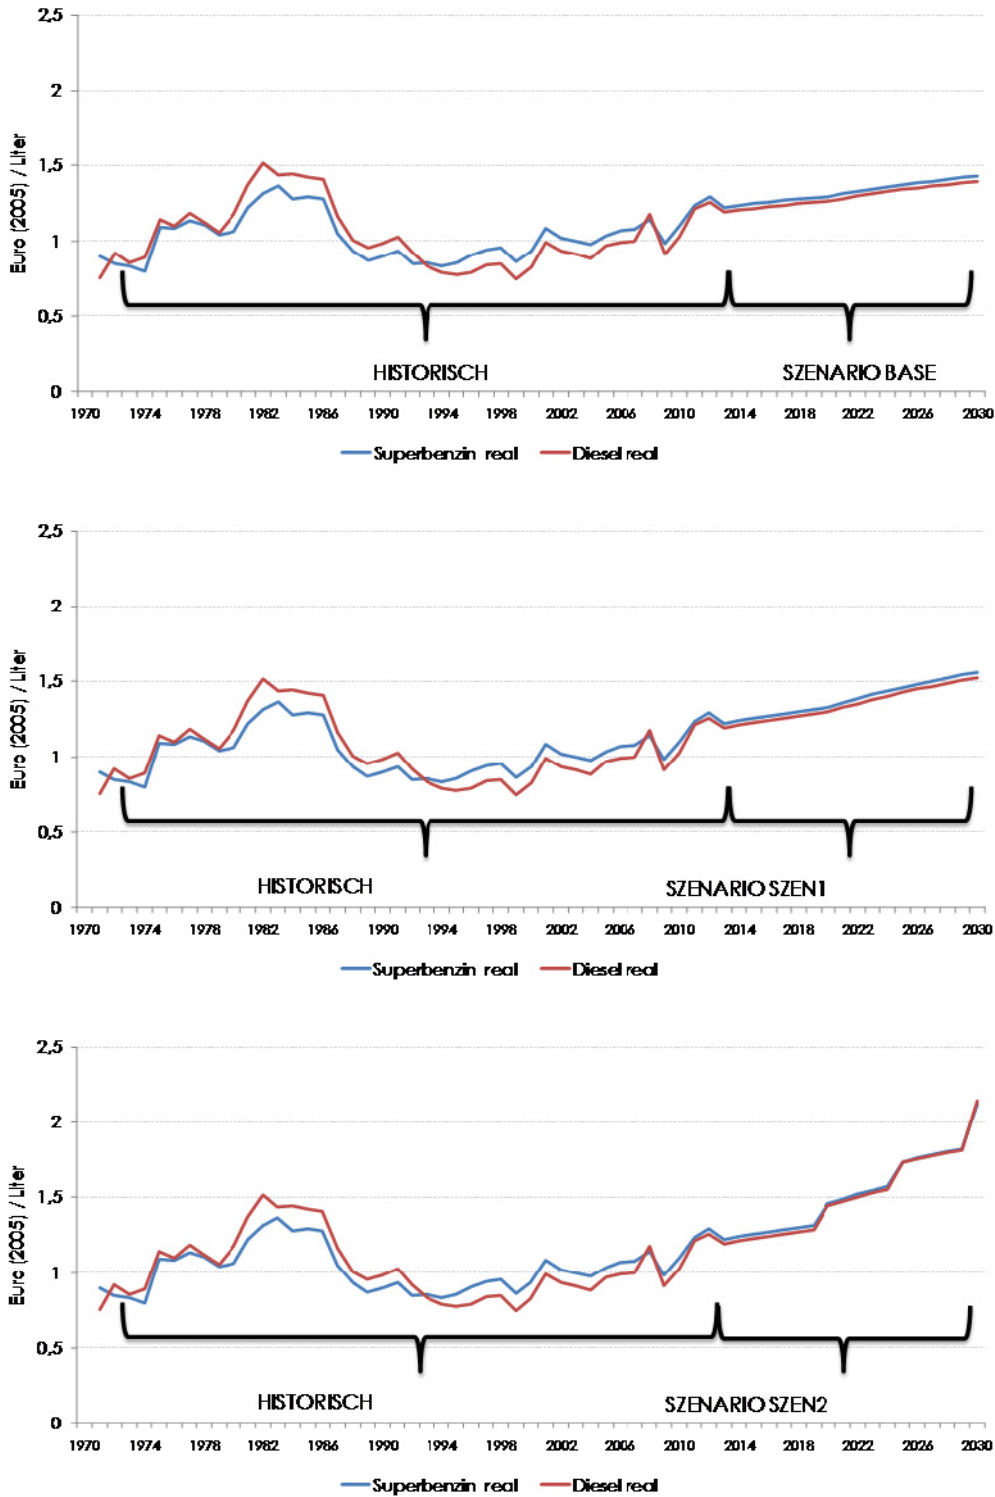 2,5
2
1,5
1
0,5
0
Euro (2005) / Liter
HISTORISCH SZENARIO BASE
1970 1974 1978 1982 1986 1990 1994 1998 2002 2006 2010 2014 2018 2022 2026 2030
Superbenzin real Diesel real
2,5
2
1,5
1
0,5
0
Euro (2005) / Liter
HISTORISCH SZENARIO SZEN1
1970 1974 1978 1982 1986 1990 1994 1998 2002 2006 2010 2014 2018 2022 2026 2030
Superbenzin real Diesel real
2,5
2
1,5
1
0,5
0
Euro (2005) / Liter
HISTORISCH SZENARIO SZEN2
1970 1974 1978 1982 1986 1990 1994 1998 2002 2006 2010 2014 2018 2022 2026 2030
Superbenzin real Diesel real